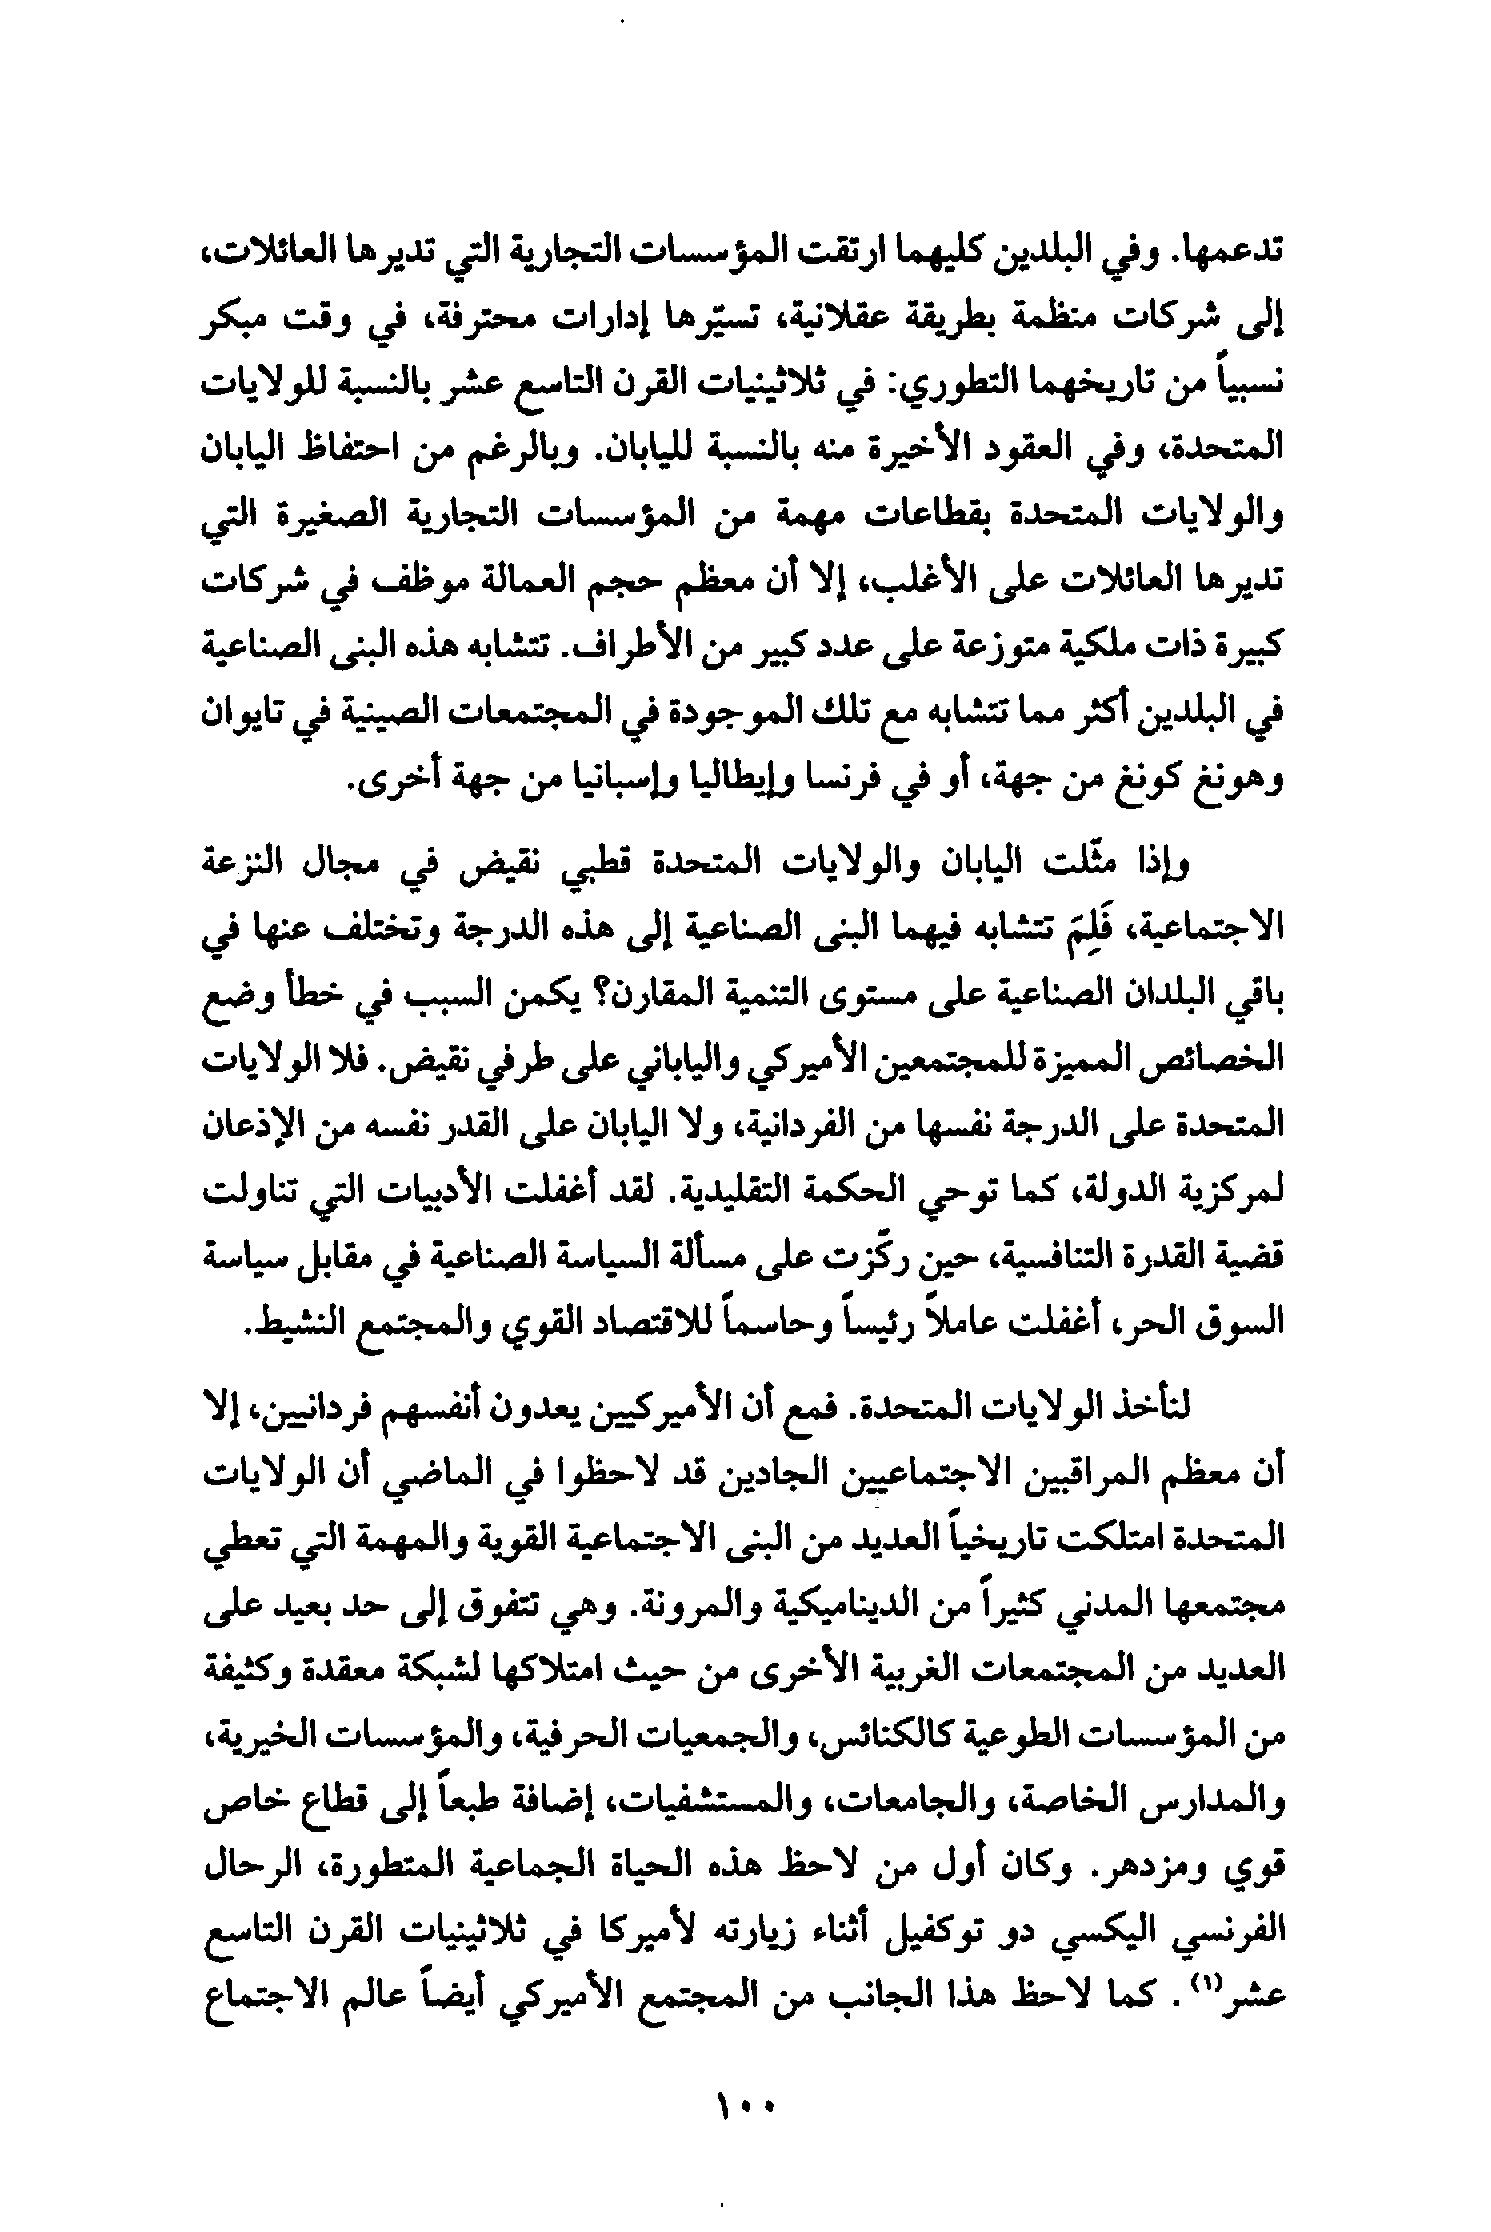 تدعمها. وفي البلدين كليهما ارتقت المؤسسات التجارية التي تديرها العائلات،
إلى شركات منظمة بطريقة عقلانية، تسيّرها إدارات محترفة، في وقت مبكر
نسبياً من تاريخهما التطوري: في ثلاثينيات القرن التاسع عشر بالنسبة للولايات
المتحدة، وفي العقود الأخيرة منه بالنسبة لليابان. وبالرغم من احتفاظ اليابان
والولايات المتحدة بقطاعات مهمة من المؤسسات التجارية الصغيرة التي
تديرها العائلات على الأغلب، إلا أن معظم حجم العمالة موظف في شركات
كبيرة ذات ملكية متوزعة على عدد كبير من الأطراف. تتشابه هذه البنى الصناعية
في البلدين أكثر مما تتشابه مع تلك الموجودة في المجتمعات الصينية في تايوان
وهونغ كونغ من جهة، أو في فرنسا وإيطاليا وإسبانيا من جهة أخرى.
وإذا مثّلت اليابان والولايات المتحدة قطبي نقيض في مجال النزعة
الاجتماعية، فَلِمَ تتشابه فيهما البنى الصناعية إلى هذه الدرجة وتختلف عنها في
باقي البلدان الصناعية على مستوى التنمية المقارن؟ يكمن السبب في خطأ وضع
الخصائص المميزة للمجتمعين الأميركي والياباني على طرفي نقيض. فلا الولايات
المتحدة على الدرجة نفسها من الفردانية، ولا اليابان على القدر نفسه من الإذعان
لمركزية الدولة، كما توحي الحكمة التقليدية. لقد أغفلت الأدبيات التي تناولت
قضية القدرة التنافسية، حين ركّزت على مسألة السياسة الصناعية في مقابل سياسة
السوق الحر، أغفلت عاملاً رئيساً وحاسماً للاقتصاد القوي والمجتمع النشيط.
لنأخذ الولايات المتحدة. فمع أن الأميركيين يعدون أنفسهم فردانيين، إلا
أن معظم المراقبين الاجتماعيين الجادين قد لاحظوا في الماضي أن الولايات
المتحدة امتلكت تاريخياً العديد من البنى الاجتماعية القوية والمهمة التي تعطي
مجتمعها المدني كثيراً من الديناميكية والمرونة. وهي تتفوق إلى حد بعيد على
العديد من المجتمعات الغربية الأخرى من حيث امتلاكها لشبكة معقدة وكثيفة
من المؤسسات الطوعية كالكنائس، والجمعيات الحرفية، والمؤسسات الخيرية،
والمدارس الخاصة، والجامعات، والمستشفيات، إضافة طبعاً إلى قطاع خاص
قوي ومزدهر. وكان أول من لاحظ هذه الحياة الجماعية المتطورة، الرحال
الفرنسي اليكسي دو توكفيل أثناء زيارته لأميركا في ثلاثينيات القرن التاسع
عشر(١). كما لاحظ هذا الجانب من المجتمع الأميركي أيضاً عالم الاجتماع
١٠٠